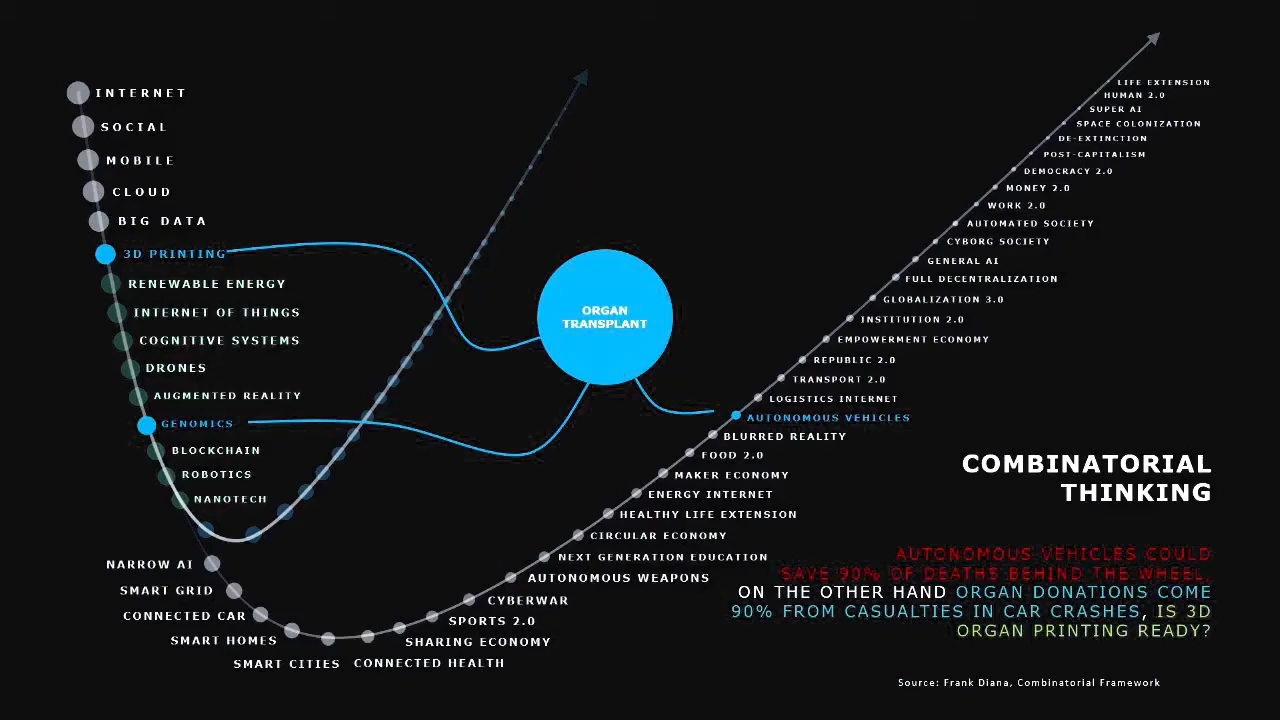 INTERNET
SOCIAL
MOBILE
CLOUD
BIG DATA
3D PRINTING
RENEWABLE ENERGY
INTERNET OF THINGS
COGNITIVE SYSTEMS
DRONES
AUGMENTED REALITY
GENOMICS
BLOCKCHAIN
ROBOTICS
NANOTECH
NARROW AI
SMART GRID
CONNECTED CAR
SMART HOMES
SMART CITIES
CONNECTED HEALTH
SHARING ECONOMY
SPORTS 2.0
CYBERWAR
AUTONOMOUS WEAPONS
NEXT GENERATION EDUCATION
CIRCULAR ECONOMY
HEALTHY LIFE EXTENSION
ENERGY INTERNET
MAKER ECONOMY
FOOD 2.0
BLURRED REALITY
AUTONOMOUS VEHICLES
LOGISTICS INTERNET
TRANSPORT 2.0
REPUBLIC 2.0
EMPOWERMENT ECONOMY
INSTITUTION 2.0
GLOBALIZATION 3.0
FULL DECENTRALIZATION
GENERAL AI
CYBORG SOCIETY
AUTOMATED SOCIETY
WORK 2.0
MONEY 2.0
DEMOCRACY 2.0
POST-CAPITALISM
DE-EXTINCTION
SPACE COLONIZATION
SUPER AI
HUMAN 2.0
LIFE EXTENSION
ORGAN
TRANSPLANT
COMBINATORIAL
THINKING
AUTONOMOUS VEHICLES COULD
SAVE 90% OF DEATHS BEHIND THE WHEEL,
ON THE OTHER HAND ORGAN DONATIONS COME
90% FROM CASUALTIES IN CAR CRASHES, IS 3D
ORGAN PRINTING READY?
Source: Frank Diana, Combinatorial Framework